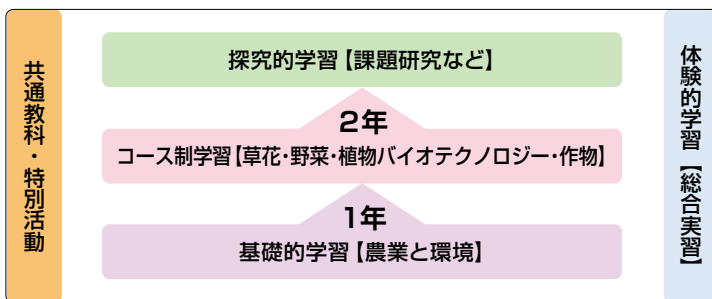 共通教科・特別活動
探究的学習【課題研究など】
2年
コース制学習【草花・野菜・植物バイオテクノロジー・作物】
1年
基礎的学習【農業と環境】
体験的学習【総合実習】